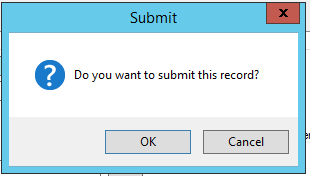 Submit
x
Do you want to submit this record?
OK
Cancel